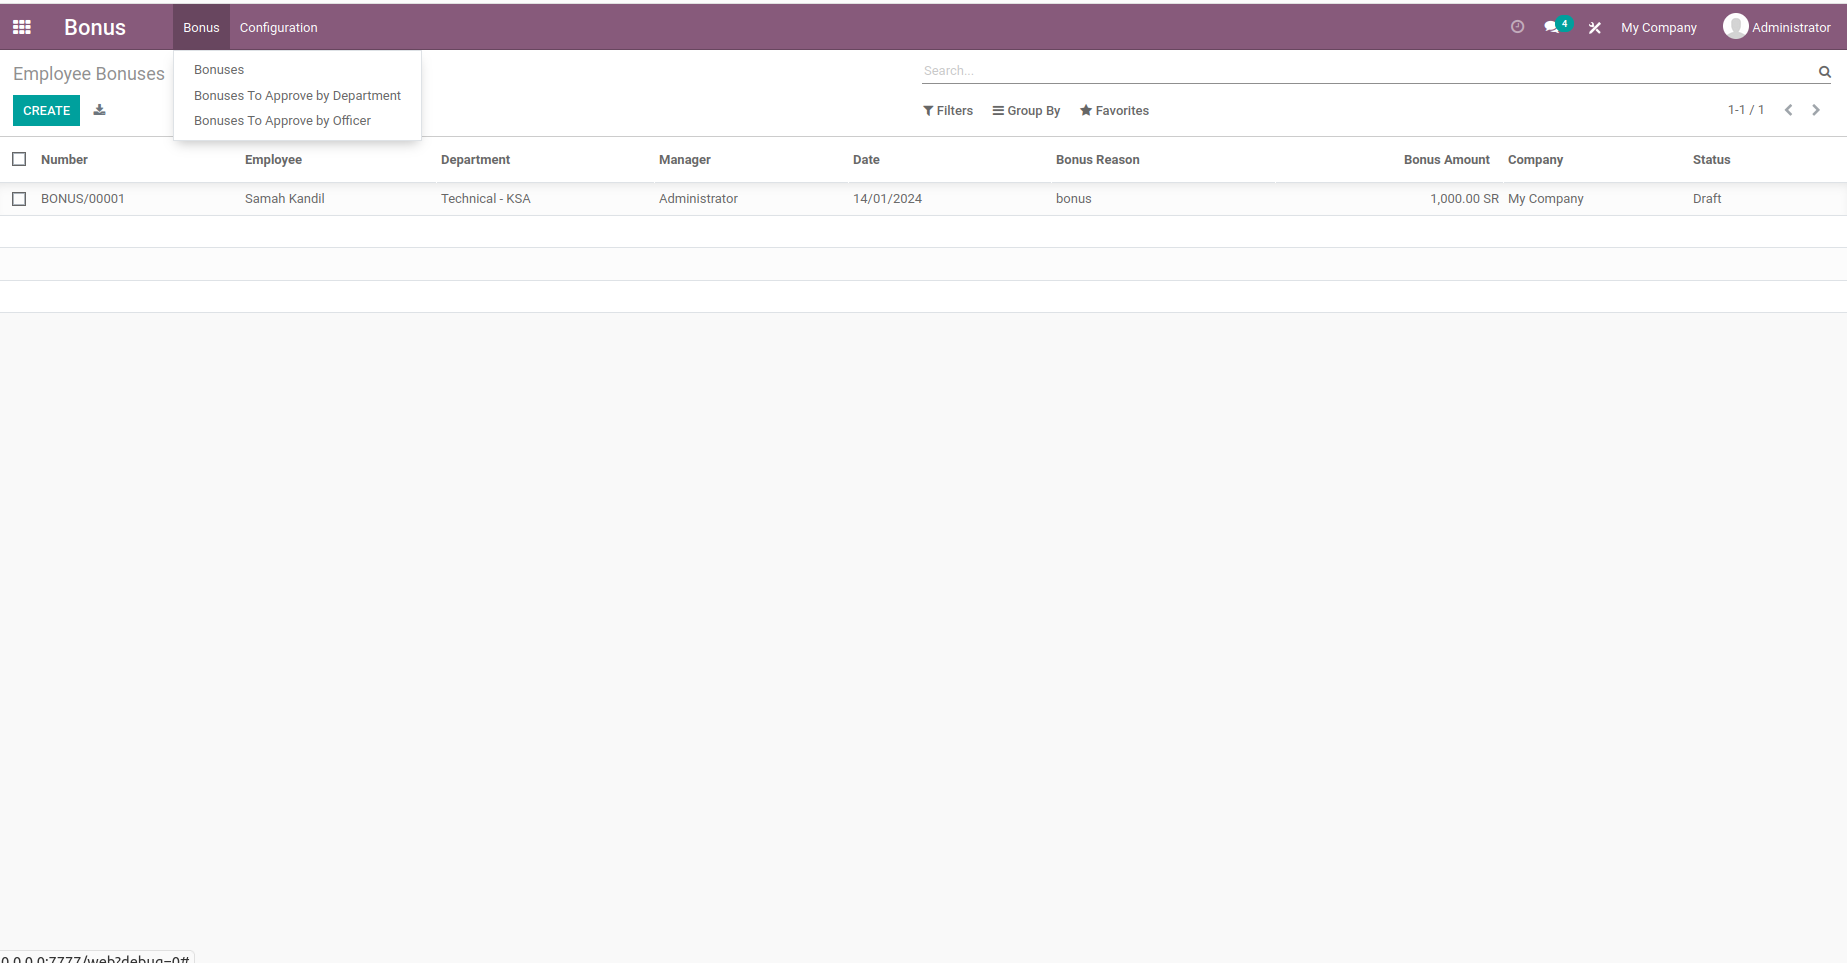 Bonus Bonus Configuration 4 My Company Administrator
Employee Bonuses
Search...
Bonuses
Bonuses To Approve by Department
Bonuses To Approve by Officer
CREATE
Filters Group By Favorites 1-1 / 1
Number Employee Department Manager Date Bonus Reason Bonus Amount Company Status
BONUS/00001 Samah Kandil Technical - KSA Administrator 14/01/2024 bonus 1,000.00 SR My Company Draft
0.0.0.0:7777/web?debug=0#